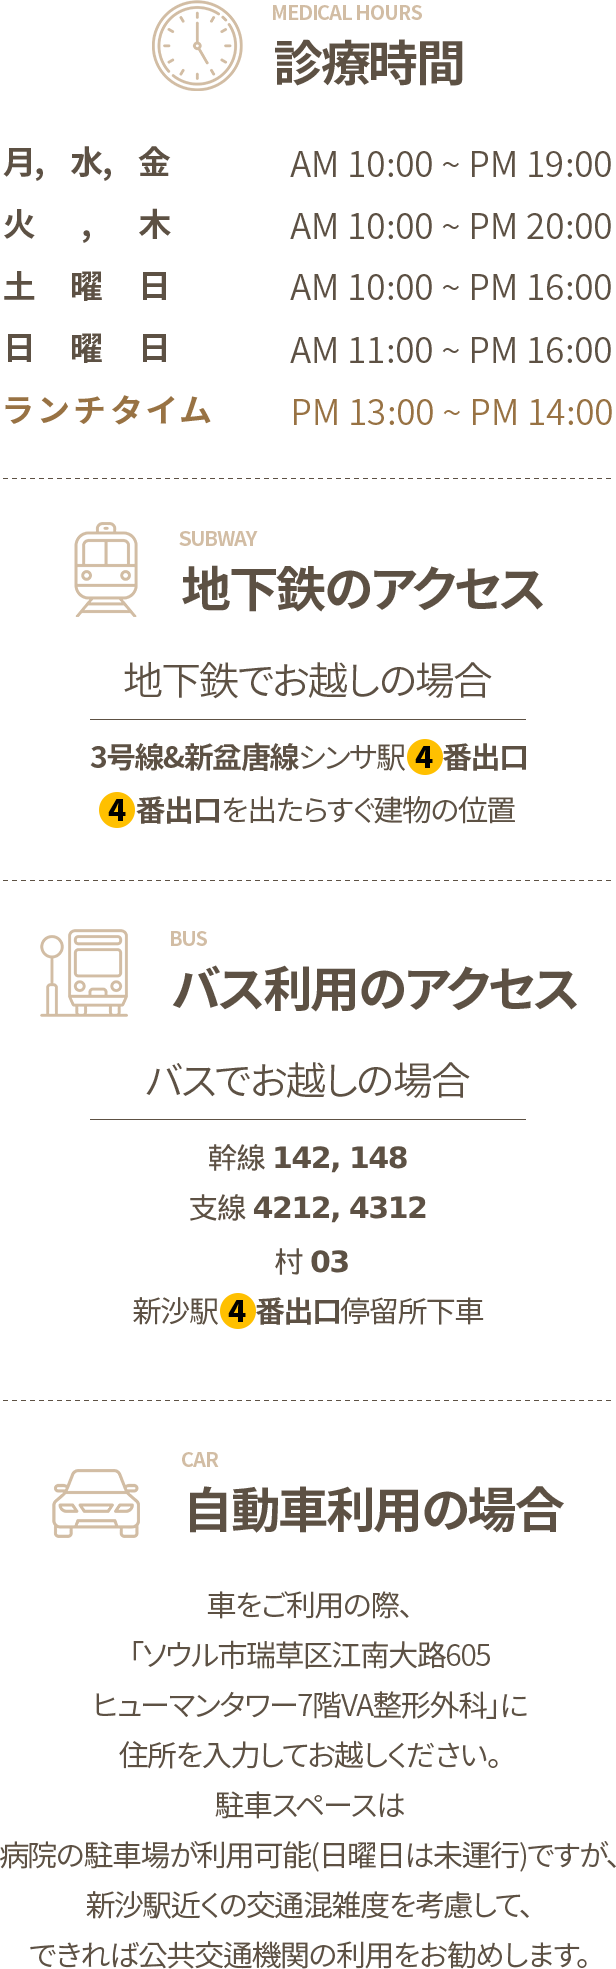 MEDICAL HOURS
診療時間
月, 水, 金 AM 10:00 ~ PM 19:00
火 , 木 AM 10:00 ~ PM 20:00
土 曜 日 AM 10:00 ~ PM 16:00
日 曜 日 AM 11:00 ~ PM 16:00
ランチタイム PM 13:00 ~ PM 14:00
SUBWAY
地下鉄のアクセス
地下鉄でお越しの場合
3号線&新盆唐線シンサ駅4番出口
4番出口を出たらすぐ建物の位置
BUS
バス利用のアクセス
バスでお越しの場合
幹線 142, 148
支線 4212, 4312
村 03
新沙駅4番出口停留所下車
CAR
自動車利用の場合
車をご利用の際、
「ソウル市瑞草区江南大路605
ヒューマンタワー7階VA整形外科」に
住所を入力してお越しください。
駐車スペースは
病院の駐車場が利用可能(日曜日は未運行)ですが、
新沙駅近くの交通混雑度を考慮して、
できれば公共交通機関の利用をお勧めします。